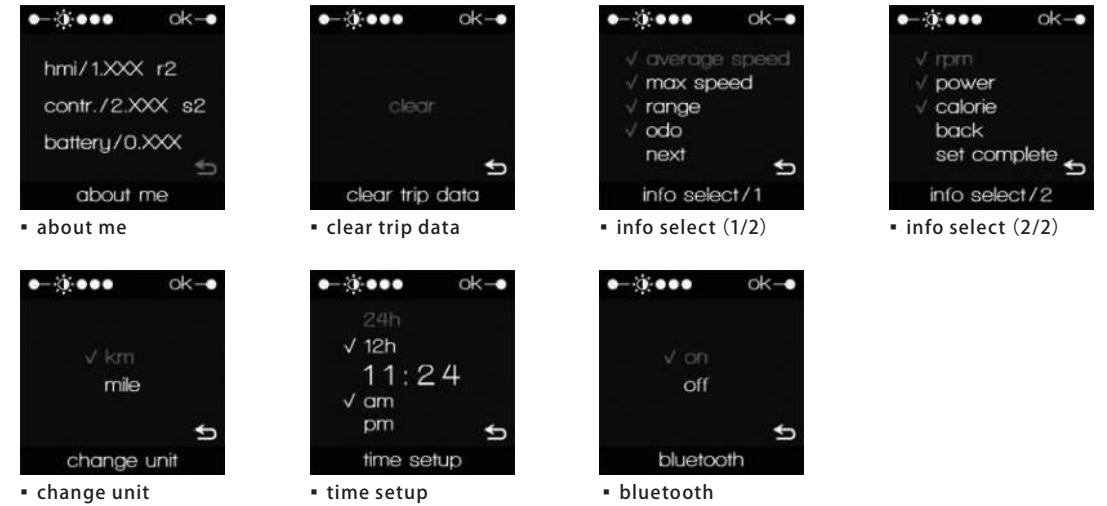 ok
hmi/1.XXX r2
contr./2.XXX s2
battery/0.XXX
about me
▪ about me
ok
clear
clear trip data
▪ clear trip data
ok
√ average speed
√ max speed
√ range
√ odo
next
info select/1
▪ info select (1/2)
ok
√ rpm
√ power
√ calorie
back
set complete
info select/2
▪ info select (2/2)
ok
√ km
mile
change unit
▪ change unit
ok
24h
√ 12h
11:24
√ am
pm
time setup
▪ time setup
ok
√ on
off
bluetooth
▪ bluetooth